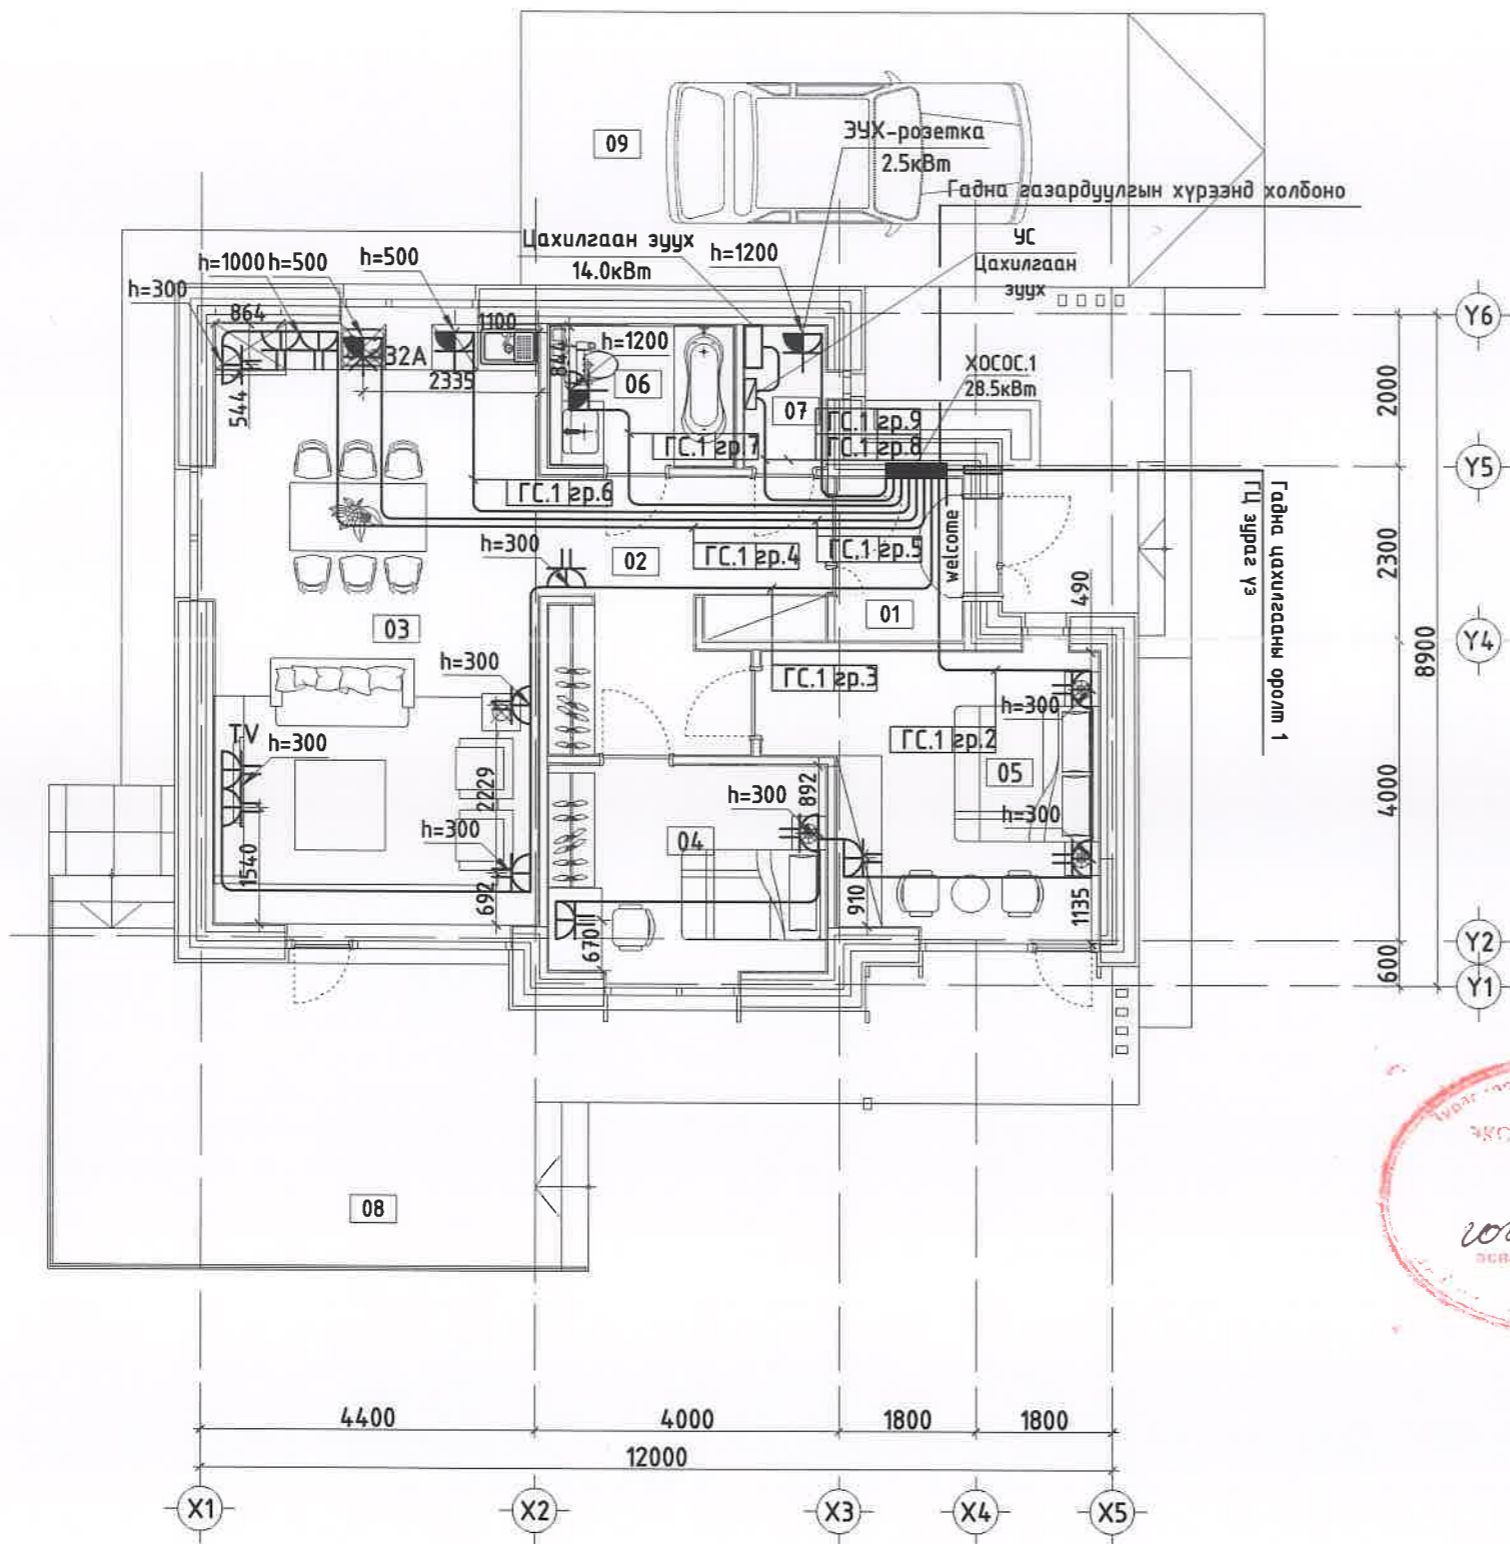 09
ЭУХ-розетка
2.5кВт
Гадна газардуулгын хүрээнд холбоно
Цахилгаан зуух
14.0кВт
h=1200
УС
Цахилгаан
зуух
h=300
h=1000
h=500
h=500
864
1100
32А
2335
544
844
h=1200
06
07
ХОСОС.1
28.5кВт
ГС.1 гр.9
ГС.1 гр.8
ГС.1 гр.7
ГС.1 гр.6
ГС.1 гр.5
ГС.1 гр.4
welcome
h=300
02
01
03
490
Гадна цахилгааны оролт 1
ГЦ зураг үз
h=300
ГС.1 гр.3
h=300
ГС.1 гр.2
TV
h=300
05
2229
h=300
892
h=300
h=300
04
1540
692
670
910
1135
08
2000
2300
4000
600
8900
Y6
Y5
Y4
Y2
Y1
4400
4000
1800
1800
12000
X1
X2
X3
X4
X5